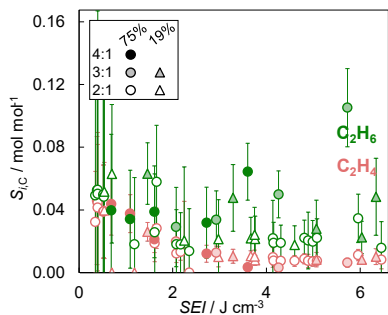 0.16
0.12
0.08
0.04
0.00
S_{i,C} / mol mol⁻¹
75% 19%
4:1
3:1
2:1
C₂H₆
C₂H₄
0 2 4 6
SEI / J cm⁻³